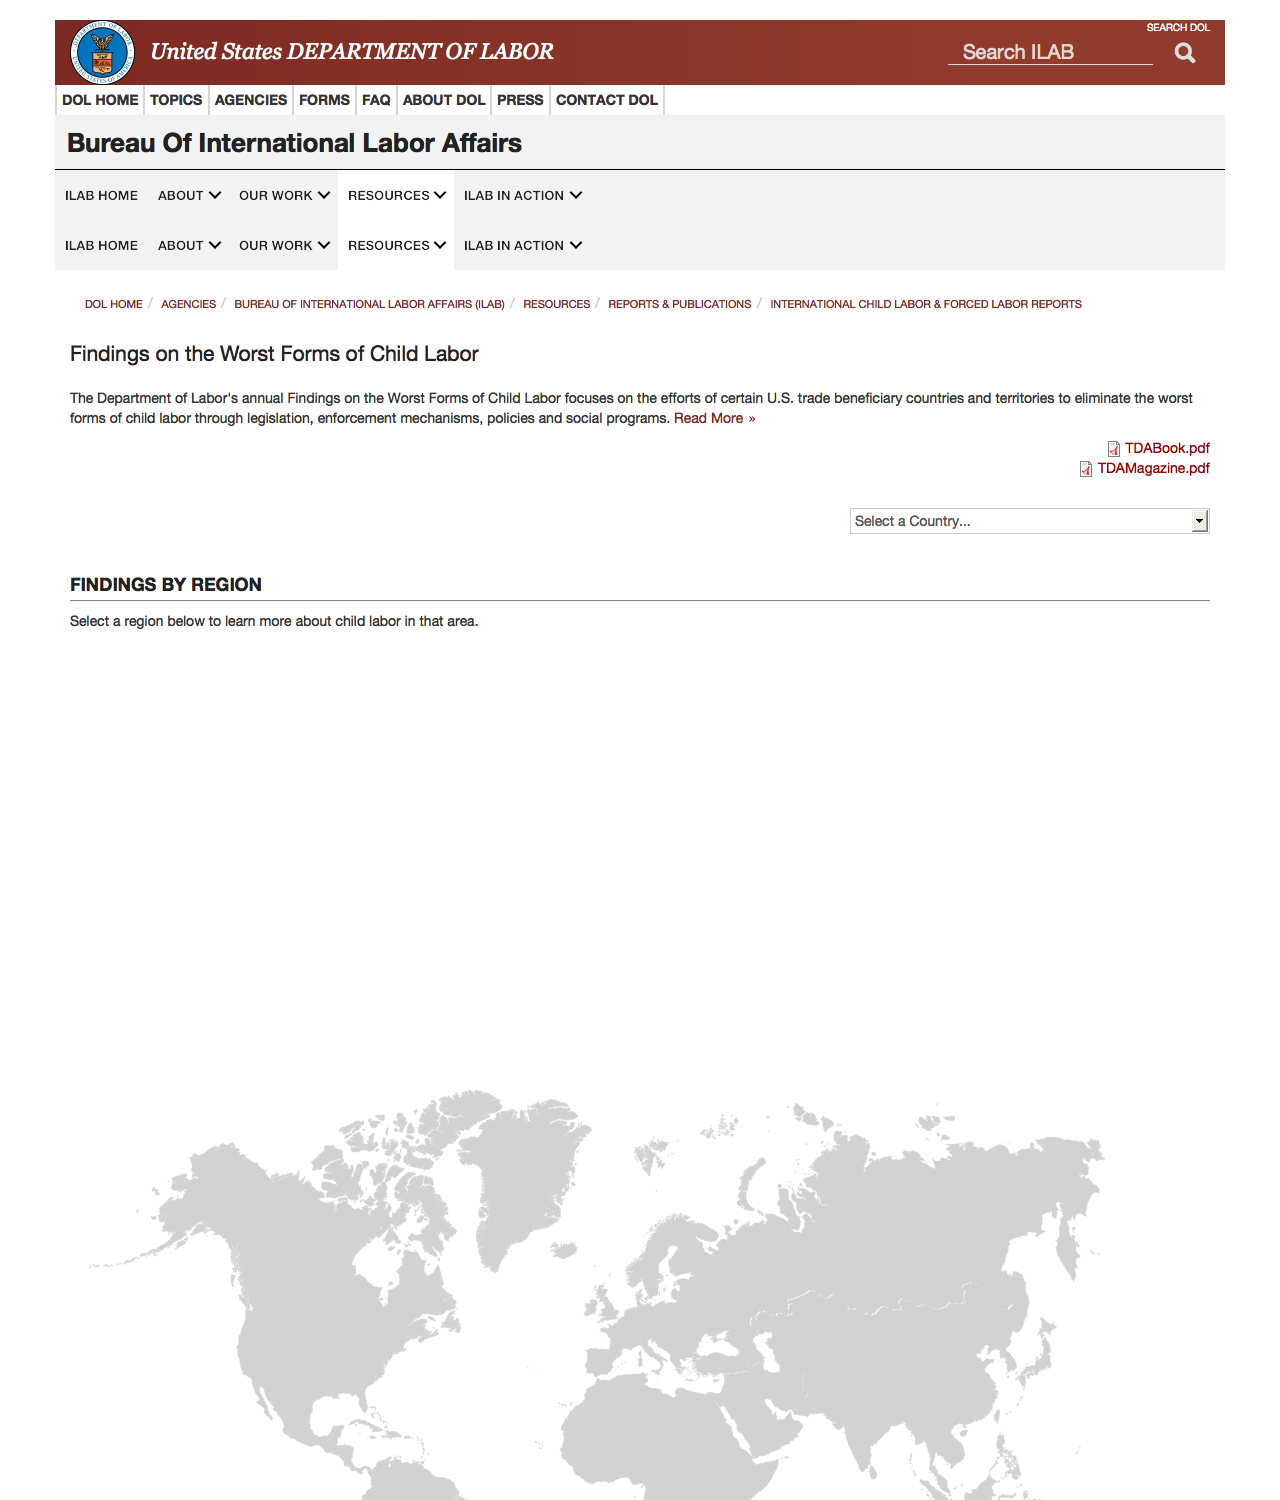 SEARCH DOL
United States DEPARTMENT OF LABOR
Search ILAB
DOL HOME TOPICS AGENCIES FORMS FAQ ABOUT DOL PRESS CONTACT DOL
Bureau Of International Labor Affairs
ILAB HOME ABOUT OUR WORK RESOURCES ILAB IN ACTION
ILAB HOME ABOUT OUR WORK RESOURCES ILAB IN ACTION
DOL HOME / AGENCIES / BUREAU OF INTERNATIONAL LABOR AFFAIRS (ILAB) / RESOURCES / REPORTS & PUBLICATIONS / INTERNATIONAL CHILD LABOR & FORCED LABOR REPORTS
Findings on the Worst Forms of Child Labor
The Department of Labor's annual Findings on the Worst Forms of Child Labor focuses on the efforts of certain U.S. trade beneficiary countries and territories to eliminate the worst
forms of child labor through legislation, enforcement mechanisms, policies and social programs. Read More »
TDABook.pdf
TDAMagazine.pdf
Select a Country...
FINDINGS BY REGION
Select a region below to learn more about child labor in that area.